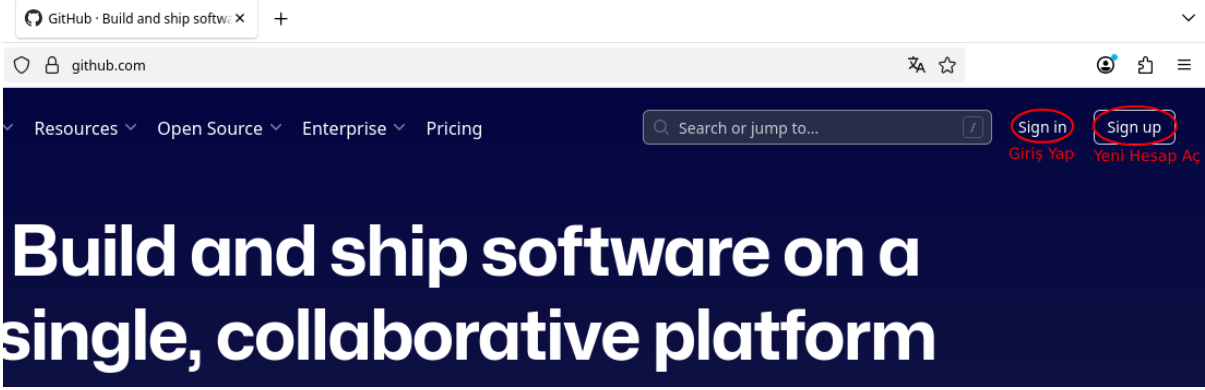 GitHub · Build and ship softwa
github.com
Resources Open Source Enterprise Pricing Search or jump to... / Sign in Sign up
Giriş Yap Yeni Hesap Aç
Build and ship software on a
single, collaborative platform